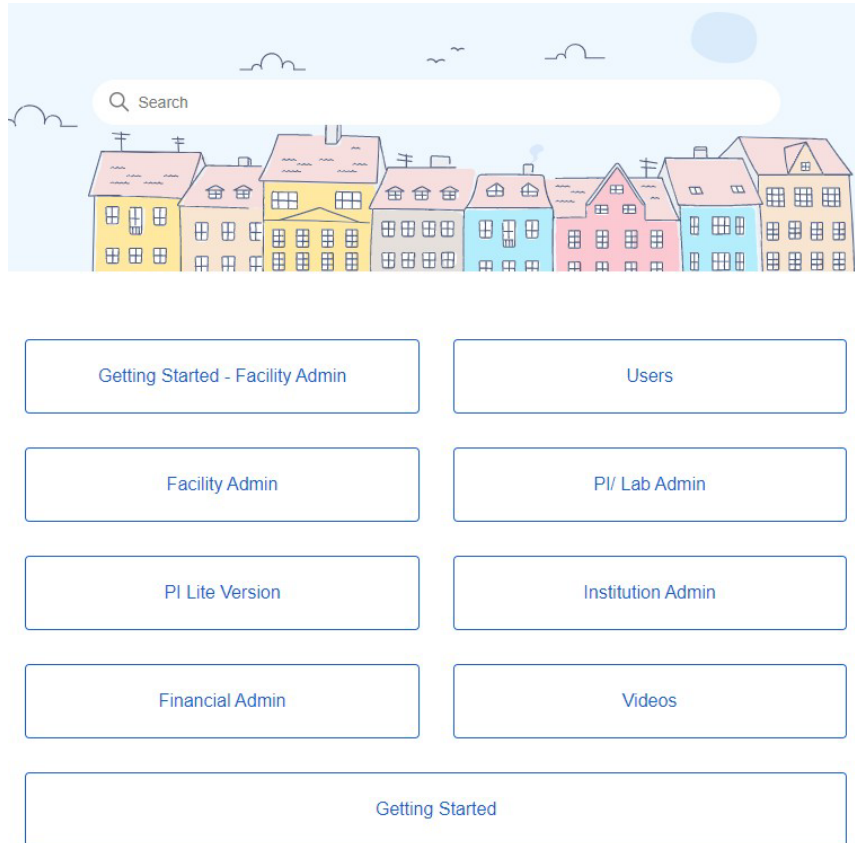 Search
Getting Started - Facility Admin
Users
Facility Admin
PI/ Lab Admin
PI Lite Version
Institution Admin
Financial Admin
Videos
Getting Started